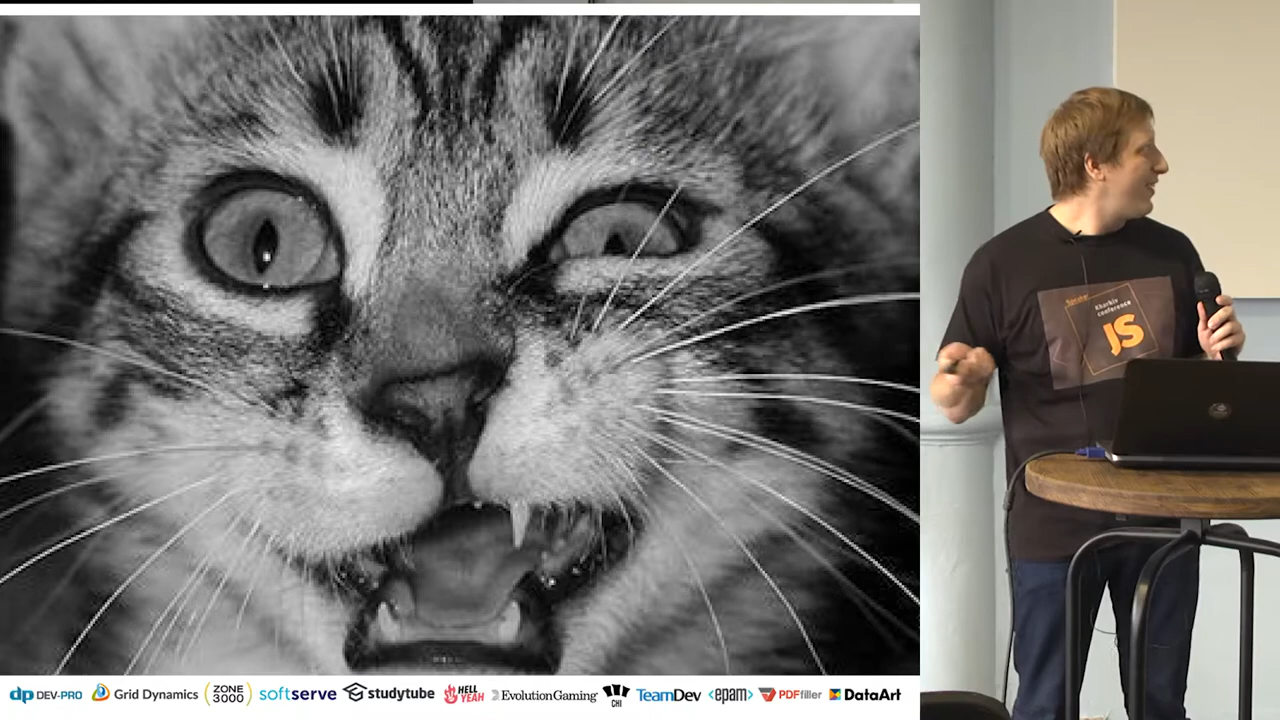 Speaker
Kharkiv
conference
JS
dp DEV-PRO Grid Dynamics {ZONE 3000} softserve studytube HELL YEAH EvolutionGaming CHI TeamDev <epam> PDFfiller DataArt